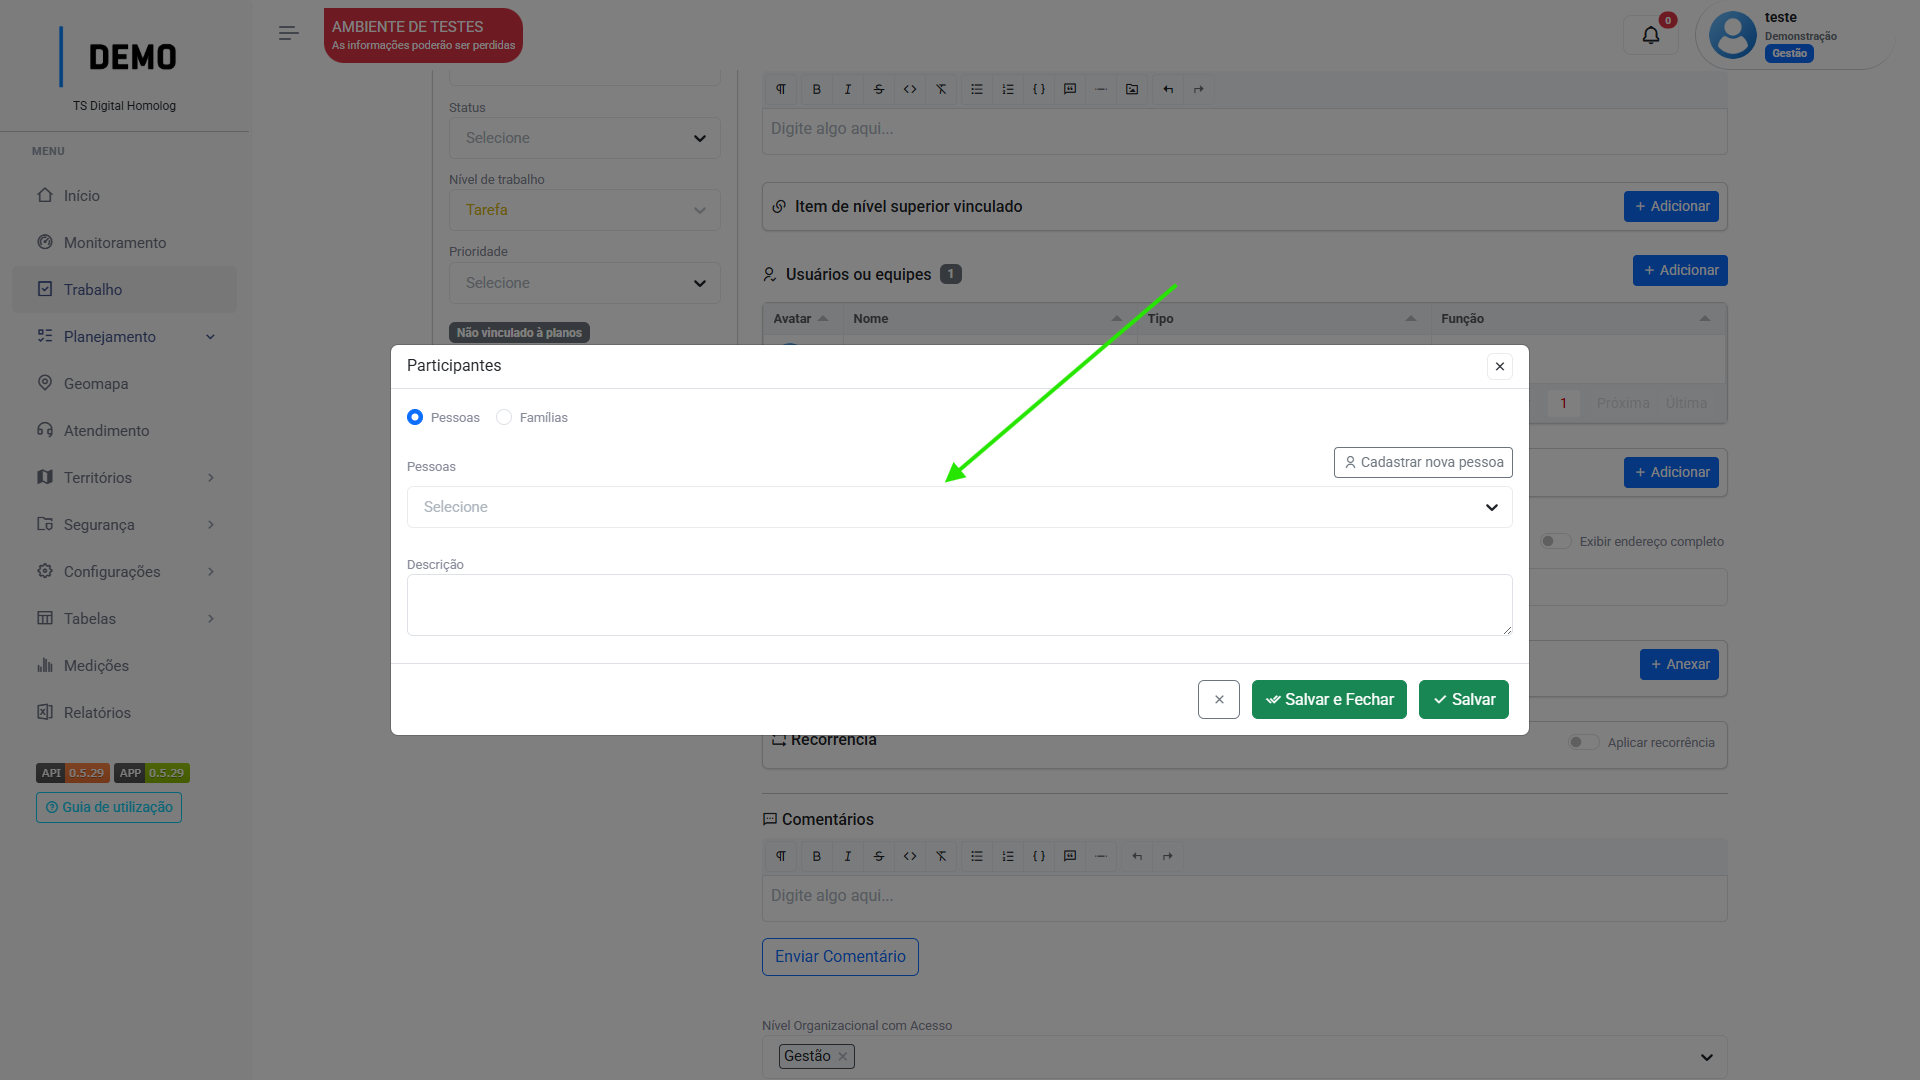 DEMO
TS Digital Homolog
MENU
Início
Monitoramento
Trabalho
Planejamento
Geomapa
Atendimento
Territórios
Segurança
Configurações
Tabelas
Medições
Relatórios
API 0.5.29 APP 0.5.29
Guia de utilização
AMBIENTE DE TESTES
As informações poderão ser perdidas
0
teste
Demonstração
Gestão
Status
Selecione
Nível de trabalho
Tarefa
Prioridade
Selecione
Não vinculado à planos
Digite algo aqui...
Item de nível superior vinculado
+ Adicionar
Usuários ou equipes 1
+ Adicionar
Avatar Nome Tipo Função
1 Próxima Última
+ Adicionar
Exibir endereço completo
+ Anexar
Participantes
Pessoas Famílias
Pessoas
Cadastrar nova pessoa
Selecione
Descrição
Salvar e Fechar
Salvar
Recorrência
Aplicar recorrência
Comentários
Digite algo aqui...
Enviar Comentário
Nível Organizacional com Acesso
Gestão